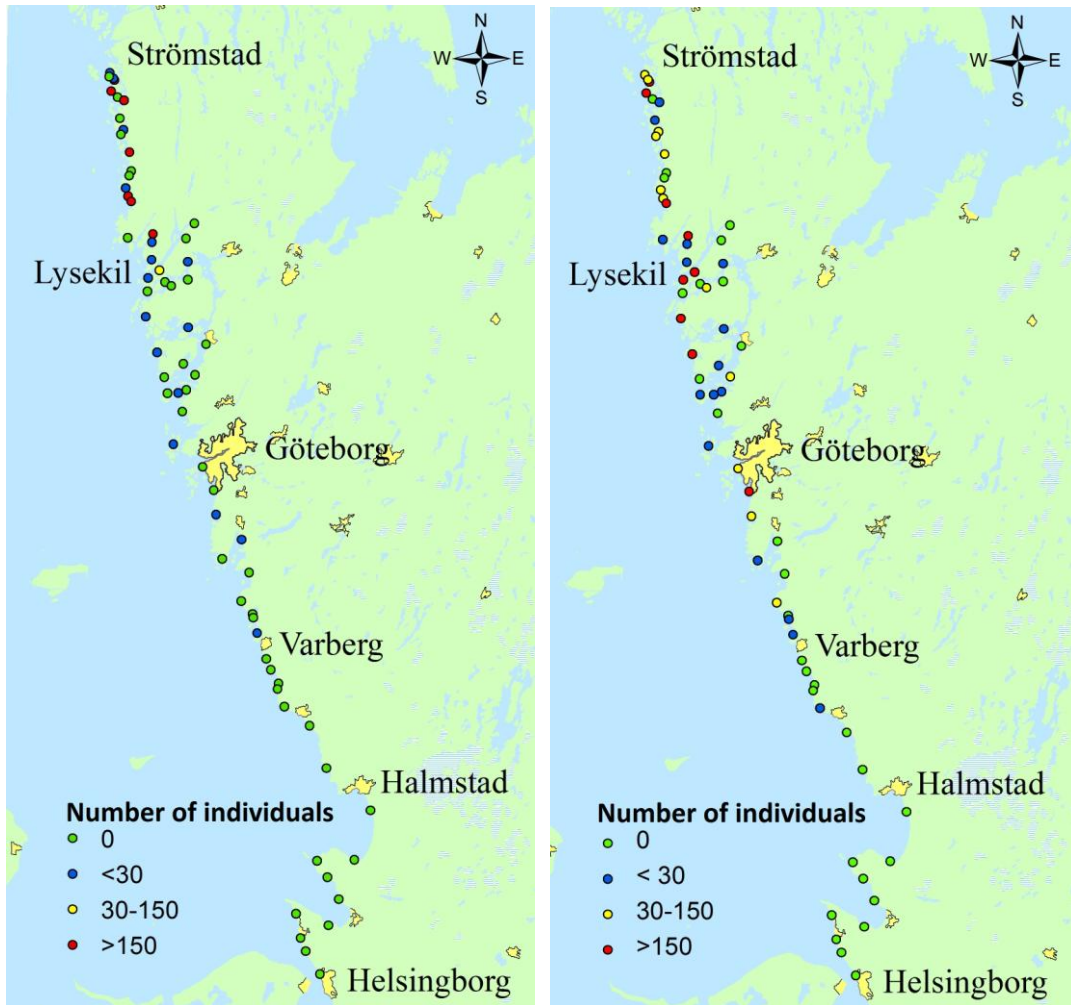 Strömstad
N
W E
S
Lysekil
Göteborg
Varberg
Halmstad
Number of individuals
0
<30
30-150
>150
Helsingborg
Strömstad
N
W E
S
Lysekil
Göteborg
Varberg
Halmstad
Number of individuals
0
< 30
30-150
>150
Helsingborg